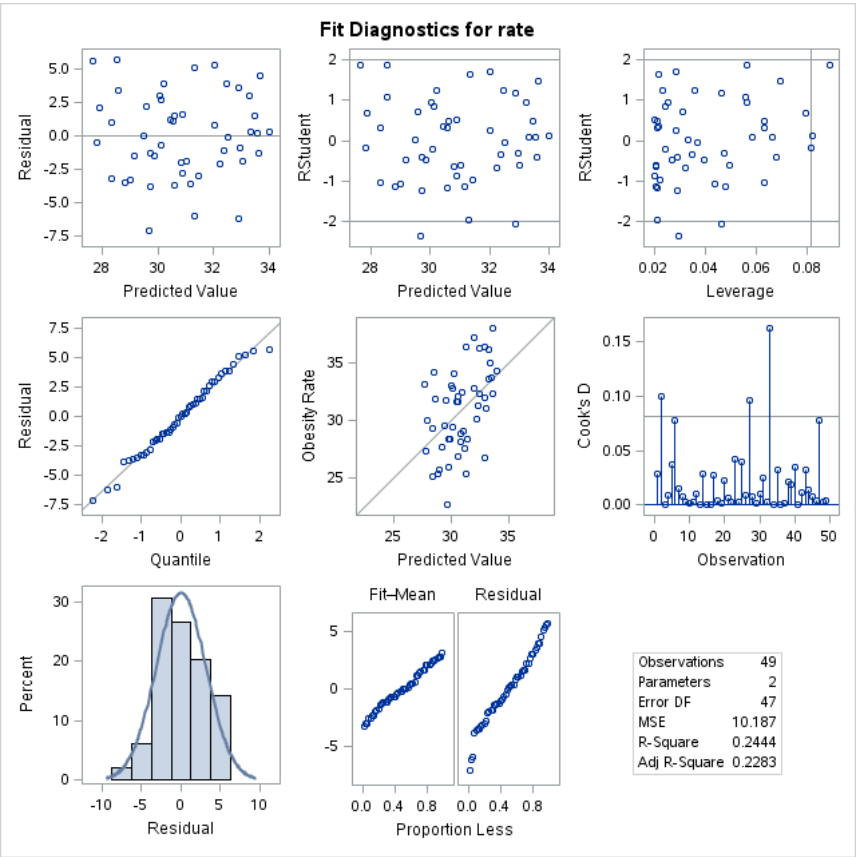 Fit Diagnostics for rate
5.0
2.5
0.0
-2.5
-5.0
-7.5
Residual
28 30 32 34
Predicted Value
2
1
0
-1
-2
RStudent
28 30 32 34
Predicted Value
2
1
0
-1
-2
RStudent
0.02 0.04 0.06 0.08
Leverage
7.5
5.0
2.5
0.0
-2.5
-5.0
-7.5
Residual
-2 -1 0 1 2
Quantile
35
30
25
Obesity Rate
25 30 35
Predicted Value
0.15
0.10
0.05
0.00
Cook's D
0 10 20 30 40 50
Observation
30
20
10
0
Percent
-10 -5 0 5 10
Residual
Fit–Mean Residual
5
0
-5
0.0 0.4 0.8 0.0 0.4 0.8
Proportion Less
Observations 49
Parameters 2
Error DF 47
MSE 10.187
R-Square 0.2444
Adj R-Square 0.2283